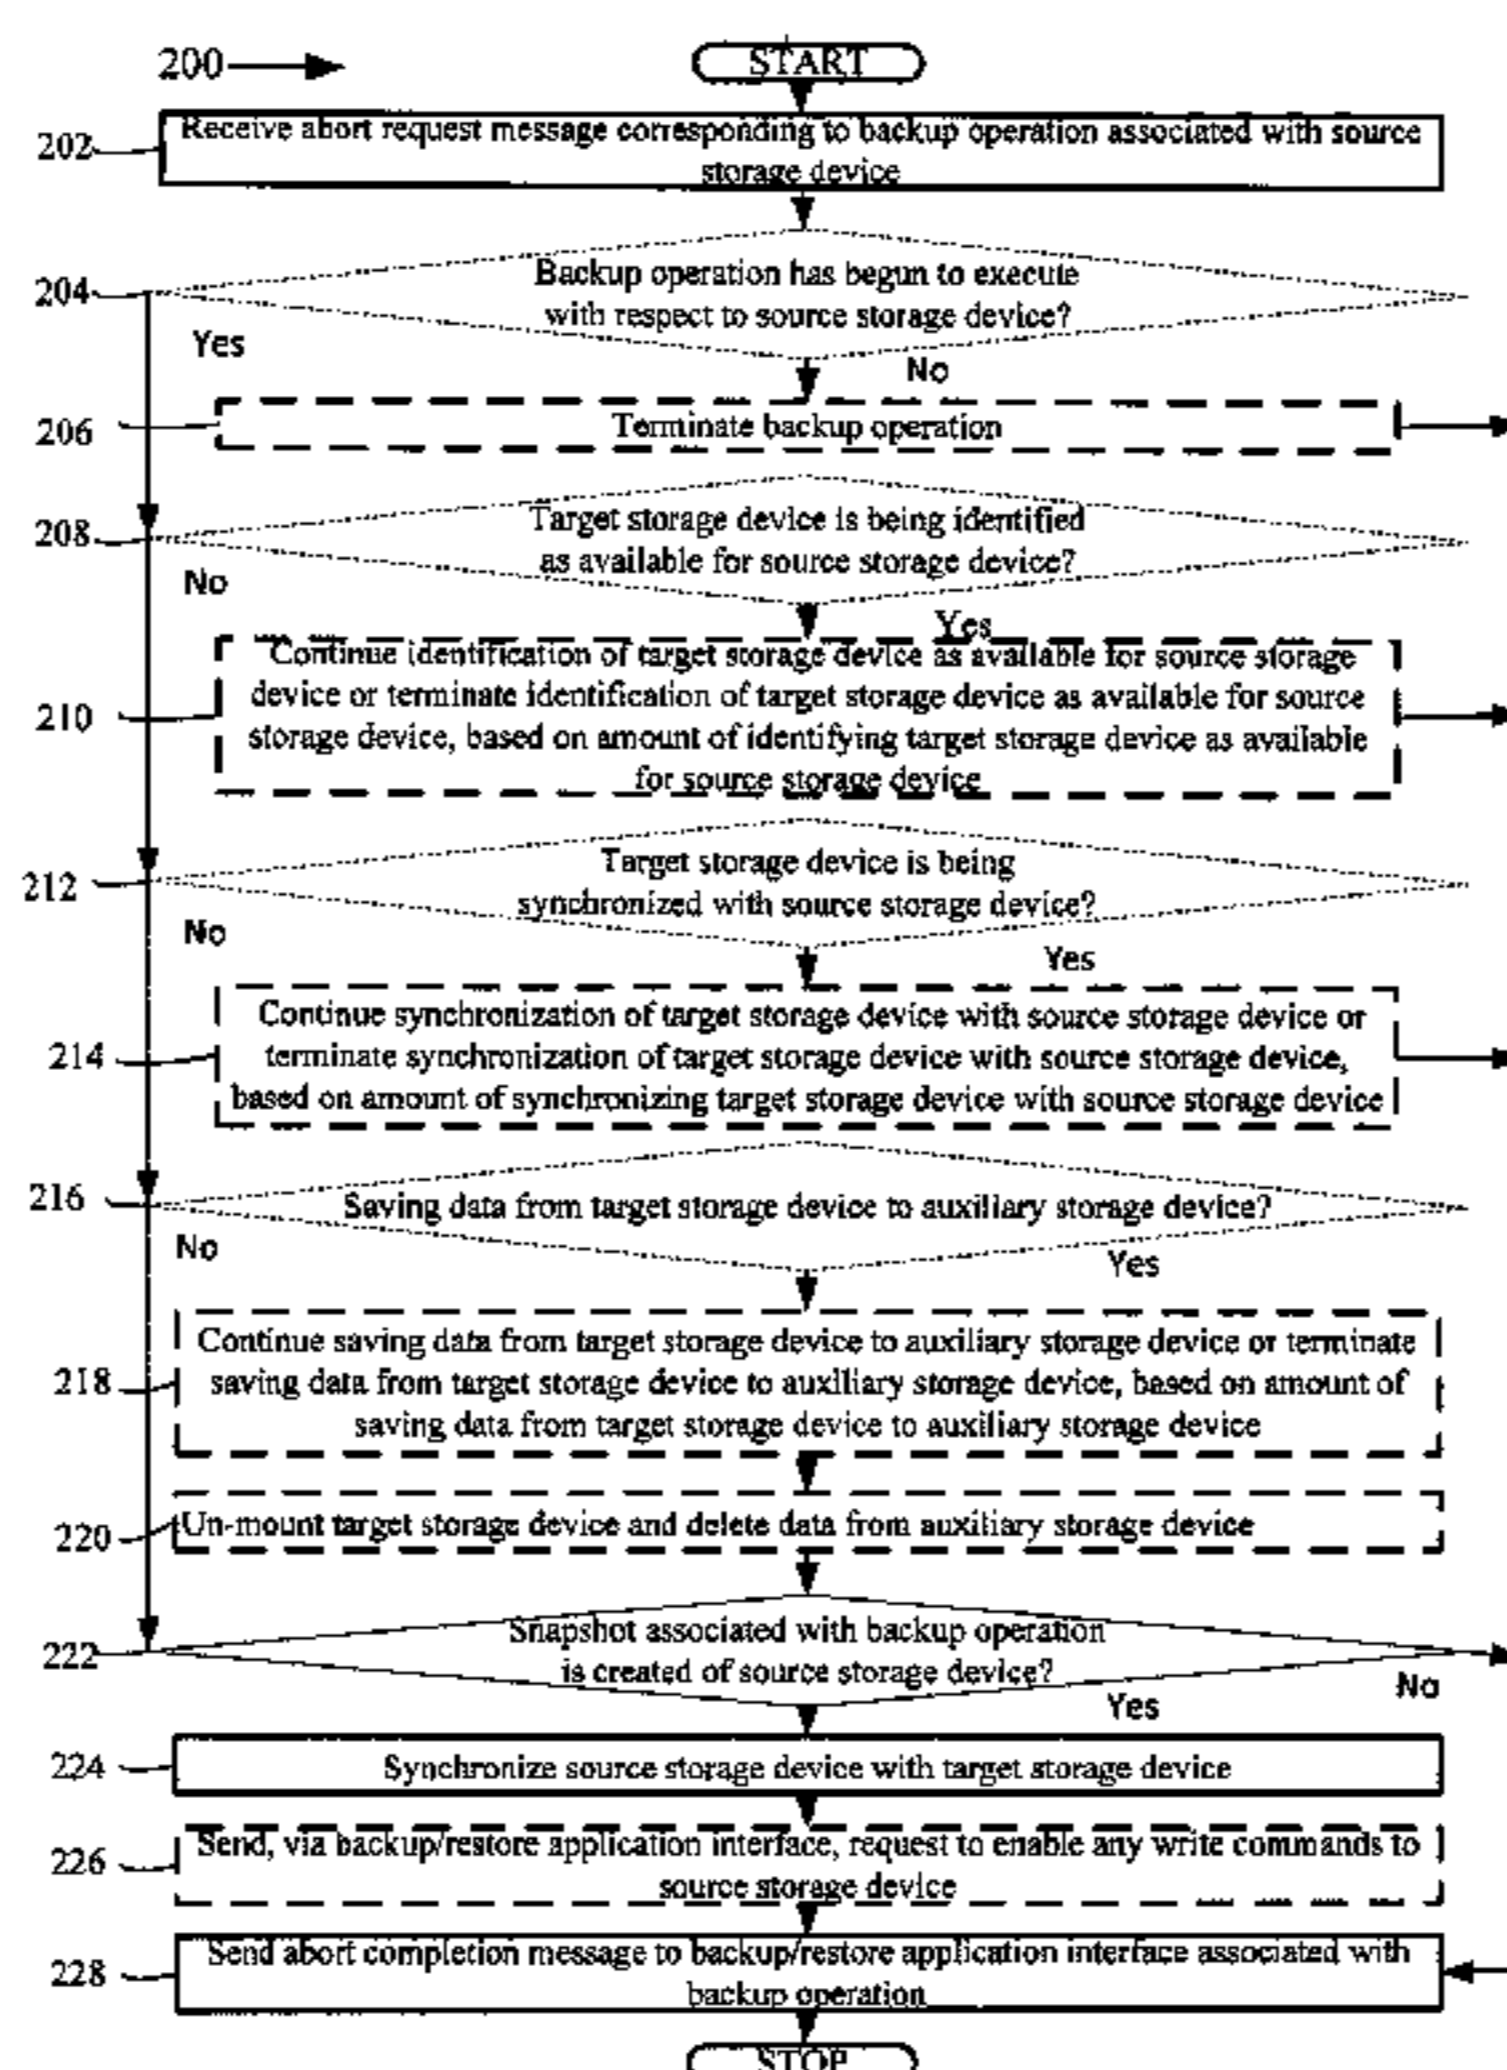 200
START
202
Receive abort request message corresponding to backup operation associated with source
storage device
204
Backup operation has begun to execute
with respect to source storage device?
Yes
No
206
Terminate backup operation
208
Target storage device is being identified
as available for source storage device?
No
Yes
210
Continue identification of target storage device as available for source storage
device or terminate identification of target storage device as available for source
storage device, based on amount of identifying target storage device as available
for source storage device
212
Target storage device is being
synchronized with source storage device?
No
Yes
214
Continue synchronization of target storage device with source storage device or
terminate synchronization of target storage device with source storage device,
based on amount of synchronizing target storage device with source storage device
216
Saving data from target storage device to auxiliary storage device?
No
Yes
218
Continue saving data from target storage device to auxiliary storage device or terminate
saving data from target storage device to auxiliary storage device, based on amount of
saving data from target storage device to auxiliary storage device
220
Un-mount target storage device and delete data from auxiliary storage device
222
Snapshot associated with backup operation
is created of source storage device?
No
Yes
224
Synchronize source storage device with target storage device
226
Send, via backup/restore application interface, request to enable any write commands to
source storage device
228
Send abort completion message to backup/restore application interface associated with
backup operation
STOP